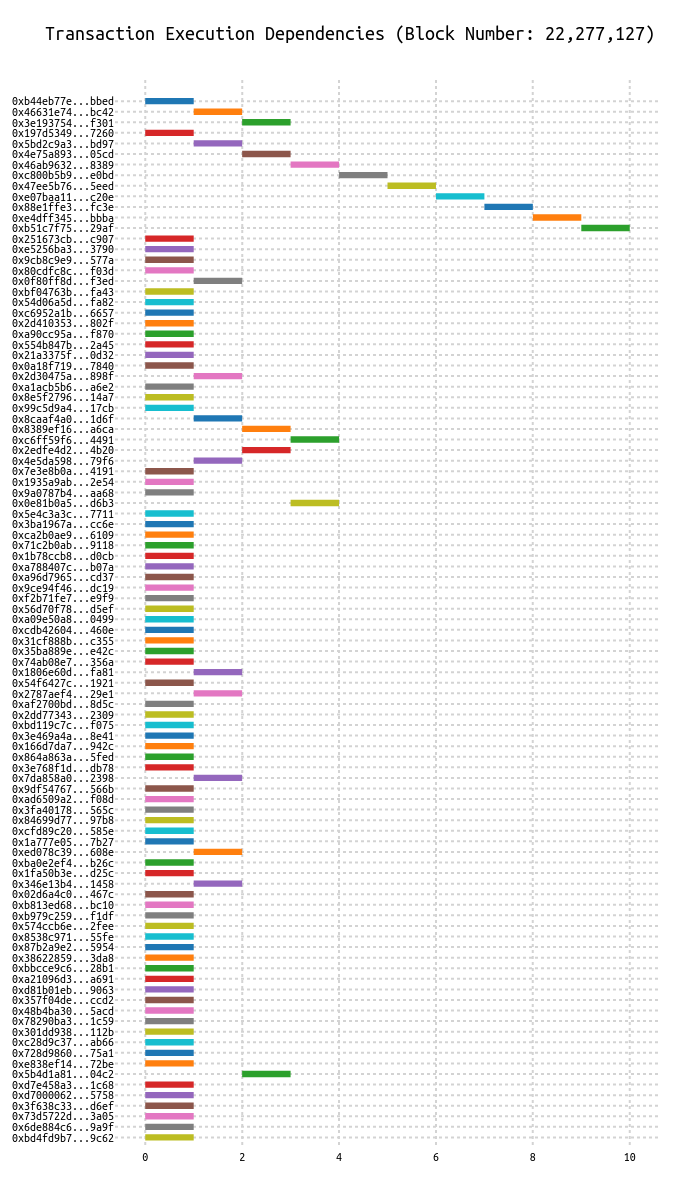 Transaction Execution Dependencies (Block Number: 22,277,127)
0xb44eb77e...bbed
0x46631e74...bc42
0x3e193754...f301
0x197d5349...7260
0x5bd2c9a3...bd97
0x4e75a893...05cd
0x46ab9632...8389
0xc800b5b9...e0bd
0x47ee5b76...5eed
0xe07baa11...c20e
0x88e1ffe3...fc3e
0xe4dff345...bbba
0xb51c7f75...29af
0x251673cb...c907
0xe5256ba3...3790
0x9cb8c9e9...577a
0x80cdfc8c...f03d
0x0f80ff8d...f3ed
0xbf04763b...fa43
0x54d06a5d...fa82
0xc6952a1b...6657
0x2d410353...802f
0xa90cc95a...f870
0x554b847b...2a45
0x21a3375f...0d32
0x0a18f719...7840
0x2d30475a...898f
0xa1acb5b6...a6e2
0x8e5f2796...14a7
0x99c5d9a4...17cb
0x8caaf4a0...1d6f
0x8389ef16...a6ca
0xc6ff59f6...4491
0x2edfe4d2...4b20
0x4e5da598...79f6
0x7e3e8b0a...4191
0x1935a9ab...2e54
0x9a0787b4...aa68
0x0e81b0a5...d6b3
0x5e4c3a3c...7711
0x3ba1967a...cc6e
0xca2b0ae9...6109
0x71c2b0ab...9118
0x1b78ccb8...d0cb
0xa788407c...b07a
0xa96d7965...cd37
0x9ce94f46...dc19
0xf2b71fe7...e9f9
0x56d70f78...d5ef
0xa09e50a8...0499
0xcdb42604...460e
0x31cf888b...c355
0x35ba889e...e42c
0x74ab08e7...356a
0x1806e60d...fa81
0x54f6427c...1921
0x2787aef4...29e1
0xaf2700bd...8d5c
0x2dd77343...2309
0xbd119c7c...f075
0x3e469a4a...8e41
0x166d7da7...942c
0x864a863a...5fed
0x3e768f1d...db78
0x7da858a0...2398
0x9df54767...566b
0xad6509a2...f08d
0x3fa40178...565c
0x84699d77...97b8
0xcfd89c20...585e
0x1a777e05...7b27
0xed078c39...608e
0xba0e2ef4...b26c
0x1fa50b3e...d25c
0x346e13b4...1458
0x02d6a4c0...467c
0xb813ed68...bc10
0xb979c259...f1df
0x574ccb6e...2fee
0x8538c971...55fe
0x87b2a9e2...5954
0x38622859...3da8
0xbbcce9c6...28b1
0xa21096d3...a691
0xd81b01eb...9063
0x357f04de...ccd2
0x48b4ba30...5acd
0x78290ba3...1c59
0x301dd938...112b
0xc28d9c37...ab66
0x728d9860...75a1
0xe838ef14...72be
0x5b4d1a81...04c2
0xd7e458a3...1c68
0xd7000062...5758
0x3f638c33...d6ef
0x73d5722d...3a05
0x6de884c6...9a9f
0xbd4fd9b7...9c62
0 2 4 6 8 10